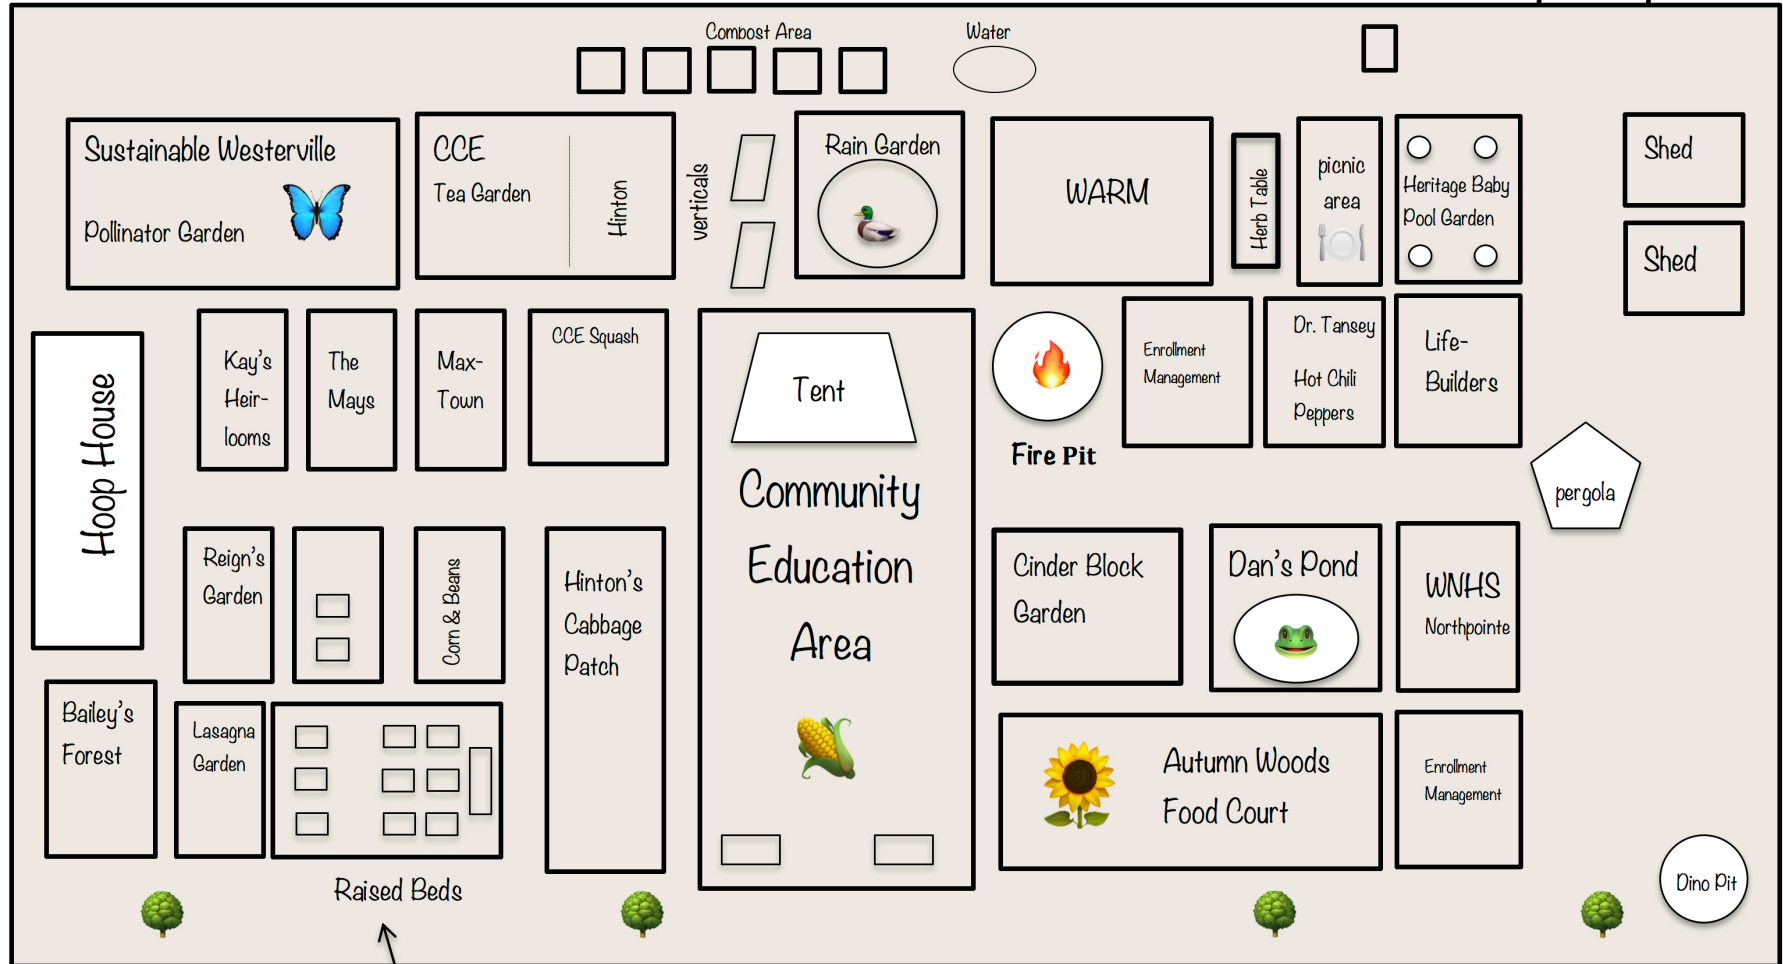 Compost Area
Water
Sustainable Westerville
Pollinator Garden
CCE
Tea Garden
Hinton
verticals
Rain Garden
WARM
Herb Table
picnic
area
Heritage Baby
Pool Garden
Shed
Shed
Hoop House
Kay's
Heir-
looms
The
Mays
Max-
Town
CCE Squash
Tent
Community
Education
Area
Fire Pit
Enrollment
Management
Dr. Tansey
Hot Chili
Peppers
Life-
Builders
pergola
Reign's
Garden
Corn & Beans
Hinton's
Cabbage
Patch
Cinder Block
Garden
Dan's Pond
WNHS
Northpointe
Bailey's
Forest
Lasagna
Garden
Raised Beds
Autumn Woods
Food Court
Enrollment
Management
Dino Pit